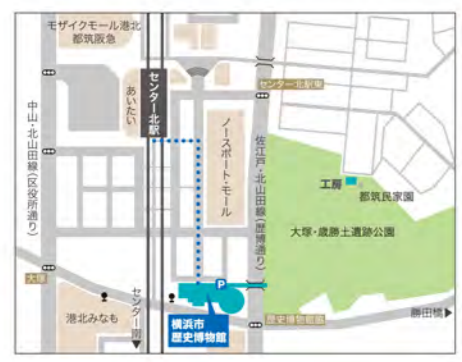 モザイクモール港北
都筑阪急
センター北駅
あいたい
センター北駅東
中山・北山田線(区役所通り)
ノースポート・モール
佐江戸・北山田線(歴博通り)
工房
都筑民家園
大塚・歳勝土遺跡公園
大塚
P
港北みなも
センター南▼
横浜市
歴史博物館
歴史博物館
勝田橋▶